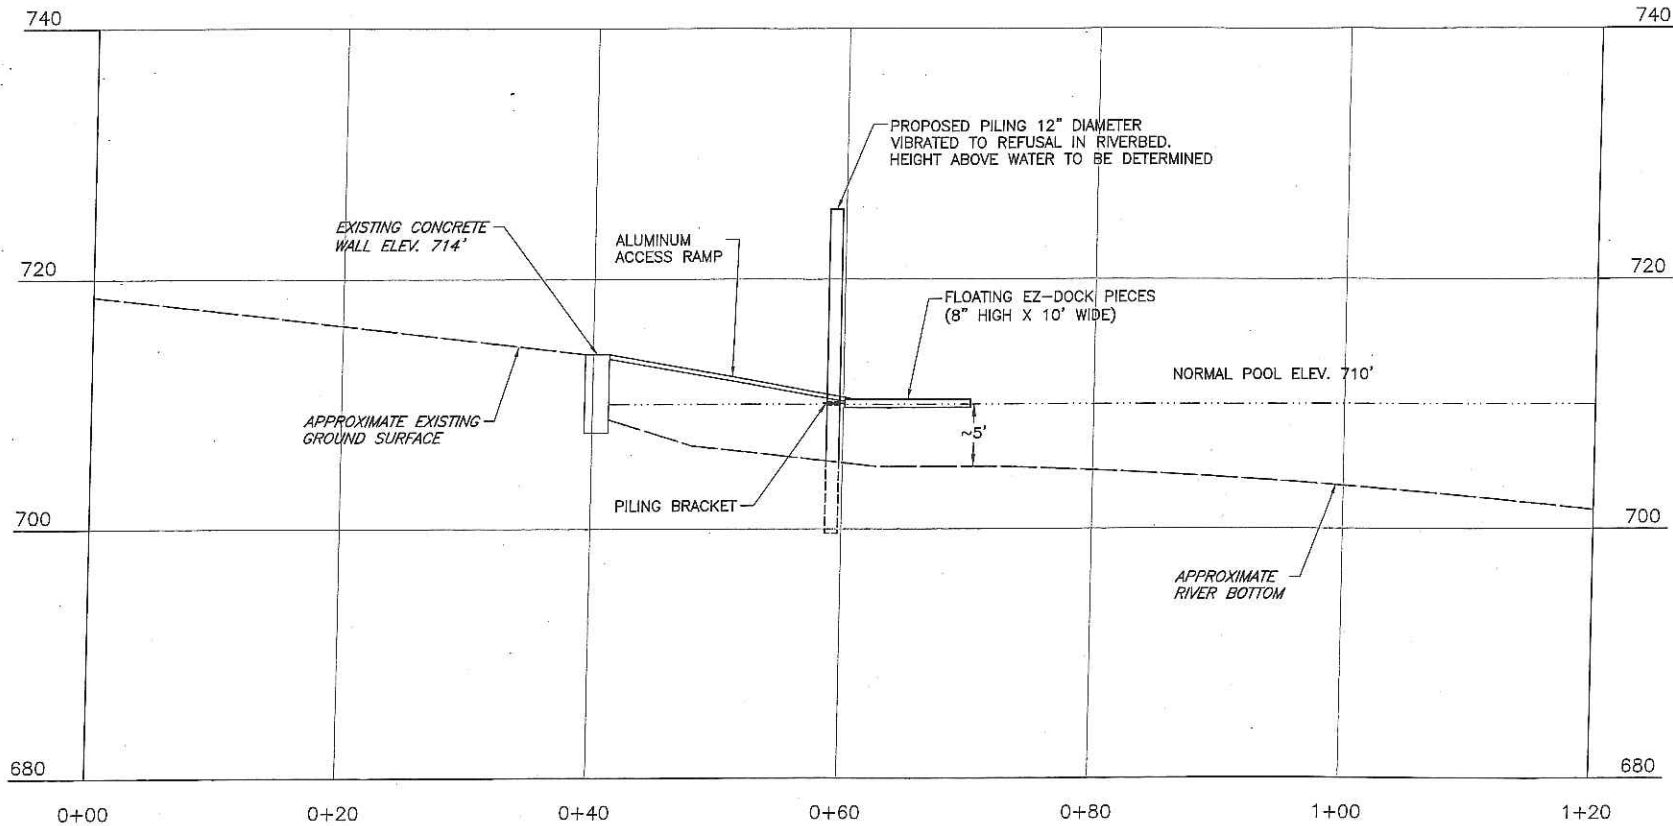 740
740
PROPOSED PILING 12" DIAMETER
VIBRATED TO REFUSAL IN RIVERBED.
HEIGHT ABOVE WATER TO BE DETERMINED
EXISTING CONCRETE
WALL ELEV. 714'
ALUMINUM
ACCESS RAMP
720
720
FLOATING EZ-DOCK PIECES
(8" HIGH X 10' WIDE)
NORMAL POOL ELEV. 710'
APPROXIMATE EXISTING
GROUND SURFACE
~5'
PILING BRACKET
700
700
APPROXIMATE
RIVER BOTTOM
680
680
0+00
0+20
0+40
0+60
0+80
1+00
1+20